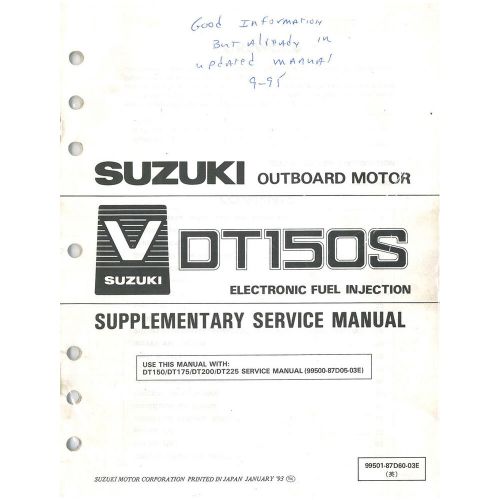 Good Information
But Already in
updated manual
9-95
SUZUKI OUTBOARD MOTOR
V
SUZUKI
DT150S
ELECTRONIC FUEL INJECTION
SUPPLEMENTARY SERVICE MANUAL
USE THIS MANUAL WITH:
DT150/DT175/DT200/DT225 SERVICE MANUAL (99500-87D05-03E)
99501-87D60-03E
(英)
SUZUKI MOTOR CORPORATION PRINTED IN JAPAN JANUARY '93